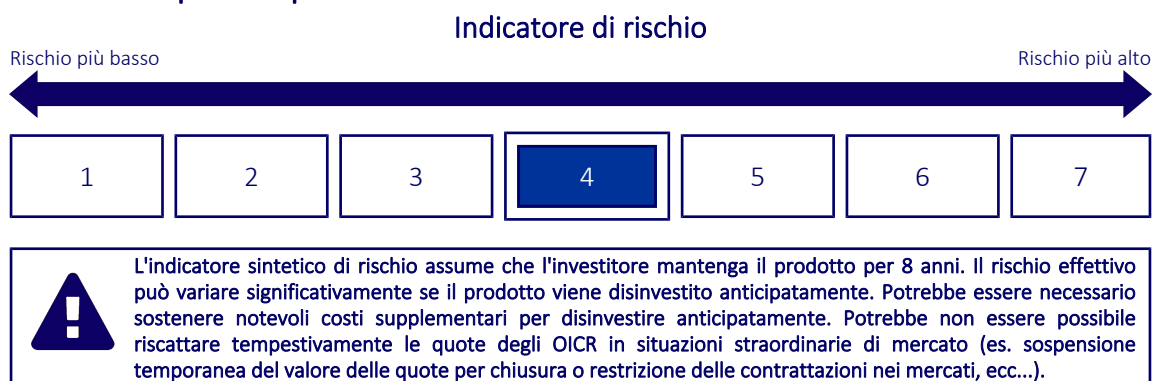 Indicatore di rischio
Rischio più basso Rischio più alto
1 2 3 4 5 6 7
L'indicatore sintetico di rischio assume che l'investitore mantenga il prodotto per 8 anni. Il rischio effettivo
può variare significativamente se il prodotto viene disinvestito anticipatamente. Potrebbe essere necessario
sostenere notevoli costi supplementari per disinvestire anticipatamente. Potrebbe non essere possibile
riscattare tempestivamente le quote degli OICR in situazioni straordinarie di mercato (es. sospensione
temporanea del valore delle quote per chiusura o restrizione delle contrattazioni nei mercati, ecc...).